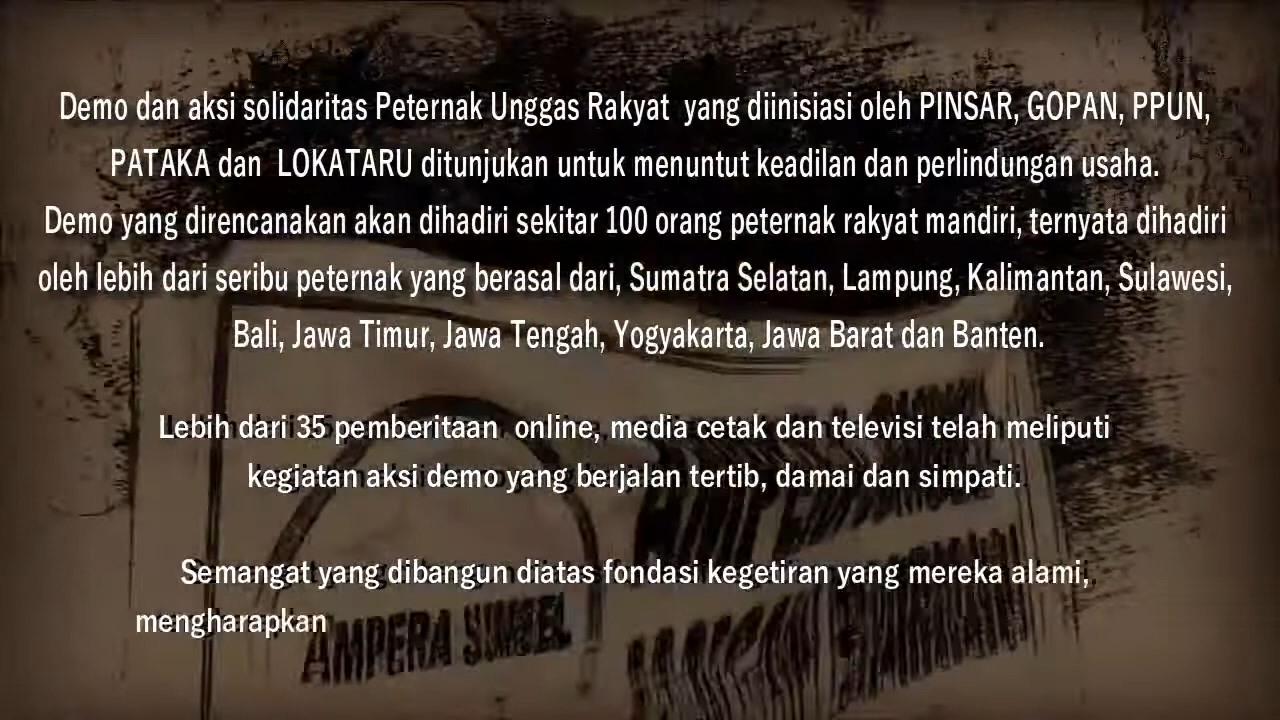 Demo dan aksi solidaritas Peternak Unggas Rakyat yang diinisiasi oleh PINSAR, GOPAN, PPUN,
PATAKA dan LOKATARU ditunjukan untuk menuntut keadilan dan perlindungan usaha.
Demo yang direncanakan akan dihadiri sekitar 100 orang peternak rakyat mandiri, ternyata dihadiri
oleh lebih dari seribu peternak yang berasal dari, Sumatra Selatan, Lampung, Kalimantan, Sulawesi,
Bali, Jawa Timur, Jawa Tengah, Yogyakarta, Jawa Barat dan Banten.
Lebih dari 35 pemberitaan online, media cetak dan televisi telah meliputi
kegiatan aksi demo yang berjalan tertib, damai dan simpati.
Semangat yang dibangun diatas fondasi kegetiran yang mereka alami,
mengharapkan
AMPERA SUMSEL